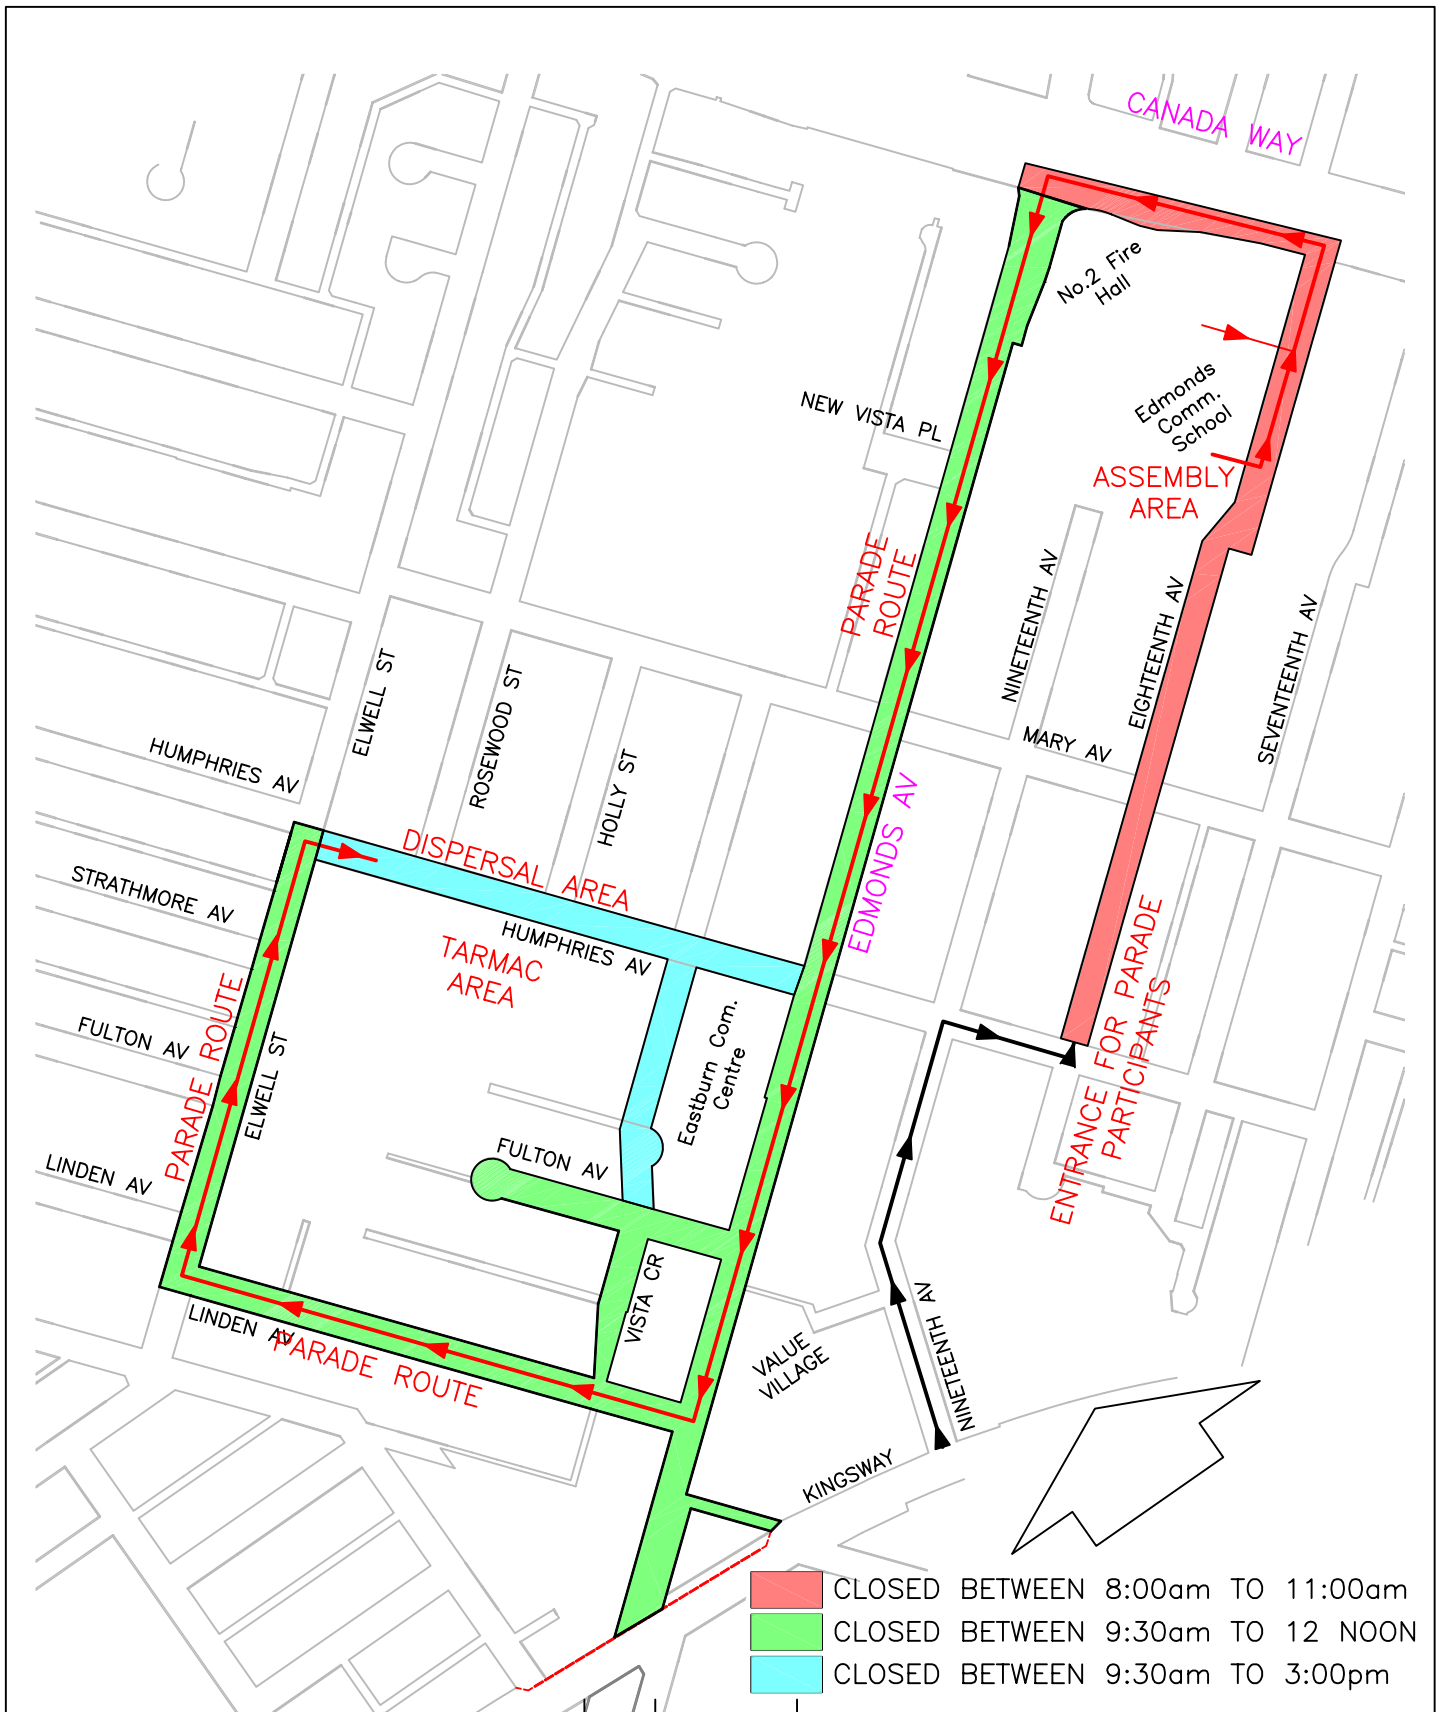 CANADA WAY
No.2 Fire
Hall
Edmonds
Comm.
School
NEW VISTA PL
ASSEMBLY
AREA
PARADE
ROUTE
NINETEENTH AV
EIGHTEENTH AV
SEVENTEENTH AV
ELWELL ST
ROSEWOOD ST
HOLLY ST
HUMPHRIES AV
MARY AV
EDMONDS AV
DISPERSAL AREA
STRATHMORE AV
HUMPHRIES AV
TARMAC
AREA
ENTRANCE FOR PARADE
PARTICIPANTS
PARADE ROUTE
FULTON AV
ELWELL ST
Eastburn Com.
Centre
LINDEN AV
FULTON AV
VISTA CR
LINDEN AV
PARADE ROUTE
VALUE
VILLAGE
NINETEENTH AV
KINGSWAY
CLOSED BETWEEN 8:00am TO 11:00am
CLOSED BETWEEN 9:30am TO 12 NOON
CLOSED BETWEEN 9:30am TO 3:00pm